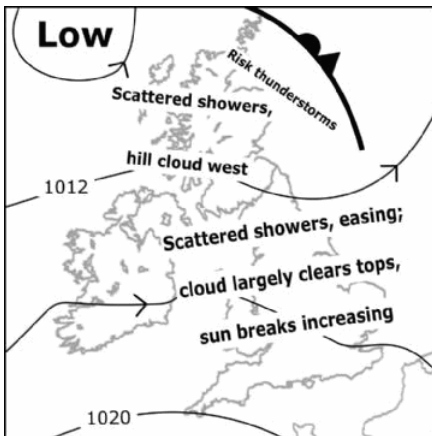 Low
Risk thunderstorms
Scattered showers,
hill cloud west
1012
Scattered showers, easing;
cloud largely clears tops,
sun breaks increasing
1020